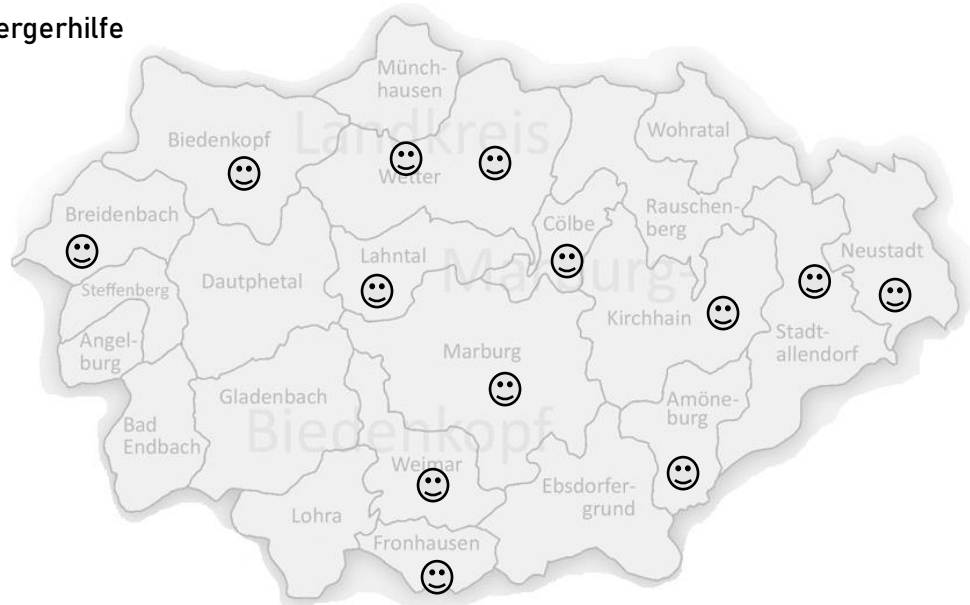 ergerhilfe
Münch-
hausen
Landkreis
Wohratal
Biedenkopf
Wetter
Breidenbach
Rauschen-
berg
Cölbe
Lahntal
Marburg-
Neustadt
Dautphetal
Steffenberg
Kirchhain
Stadt-
allendorf
Angel-
burg
Marburg
Gladenbach
Amöne-
burg
Bad
Endbach
Biedenkopf
Weimar
Ebsdorfer-
grund
Lohra
Fronhausen